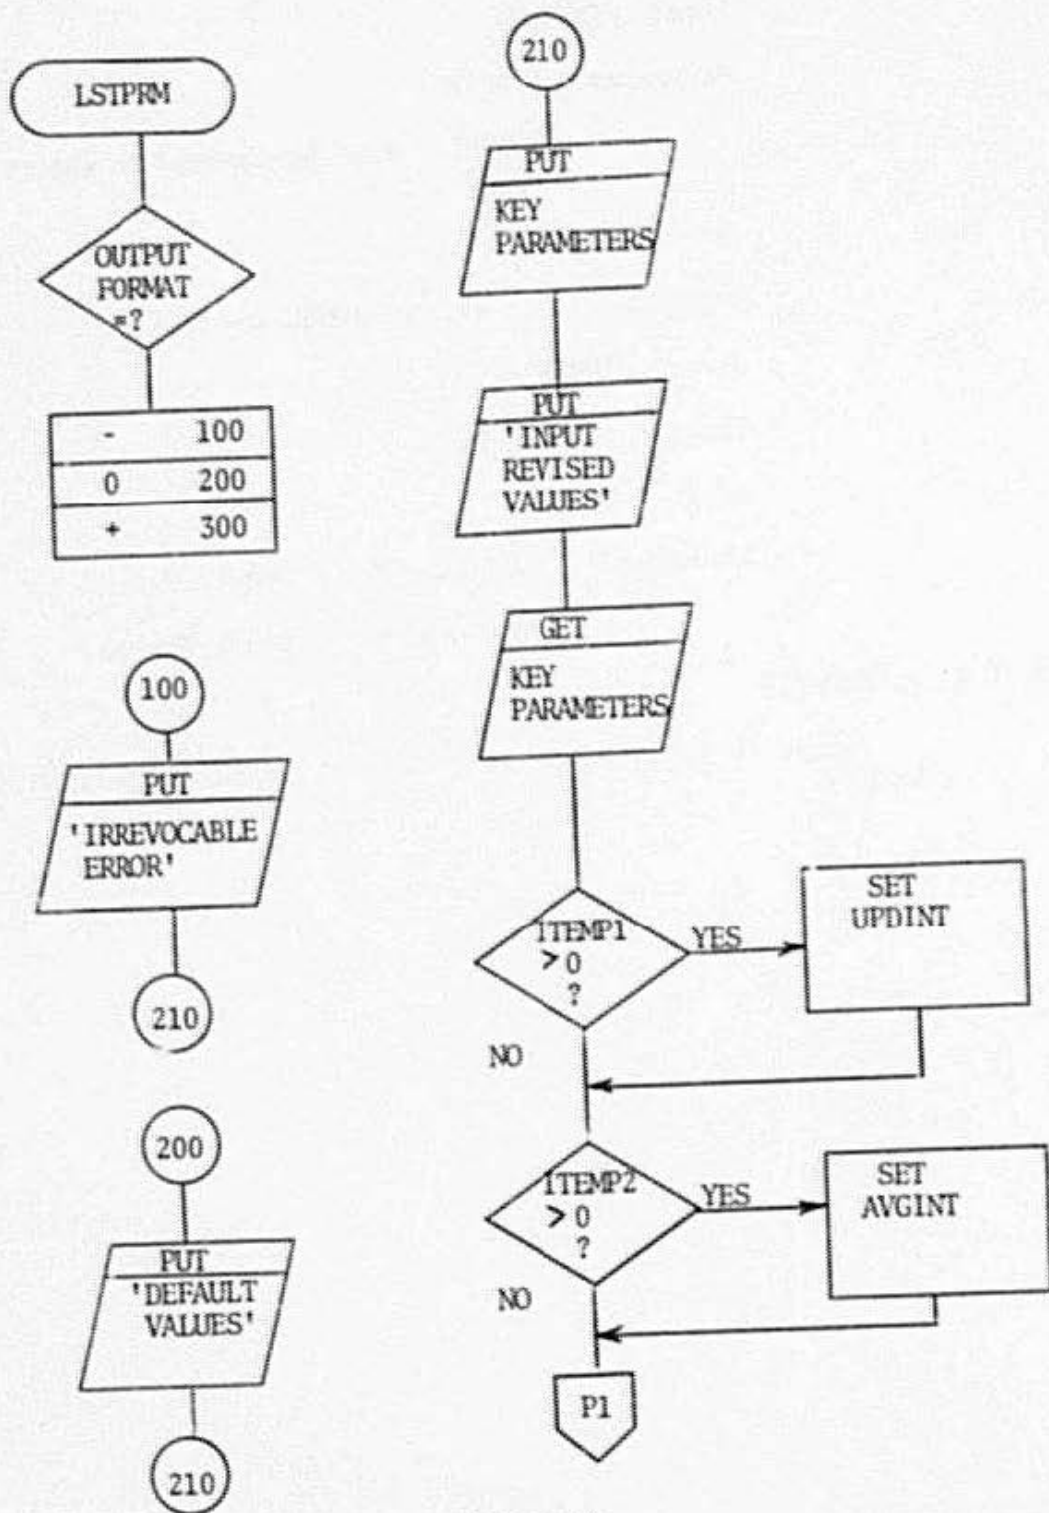 LSTPRM
OUTPUT
FORMAT
=?
- 100
0 200
+ 300
100
PUT
'IRREVOCABLE
ERROR'
210
200
PUT
'DEFAULT
VALUES'
210
210
PUT
KEY
PARAMETERS
PUT
'INPUT
REVISED
VALUES'
GET
KEY
PARAMETERS
ITEMP1
> 0
?
YES
SET
UPDINT
NO
ITEMP2
> 0
?
YES
SET
AVGINT
NO
P1